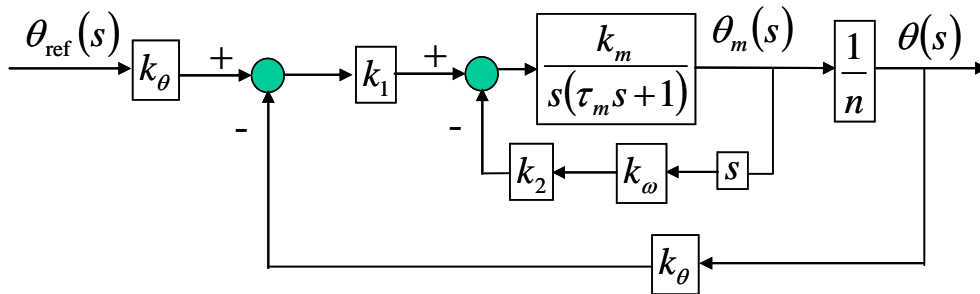 θref(s)
kθ
+
-
k1
+
-
km
s(τms+1)
θm(s)
1
n
θ(s)
k2
kω
s
kθ